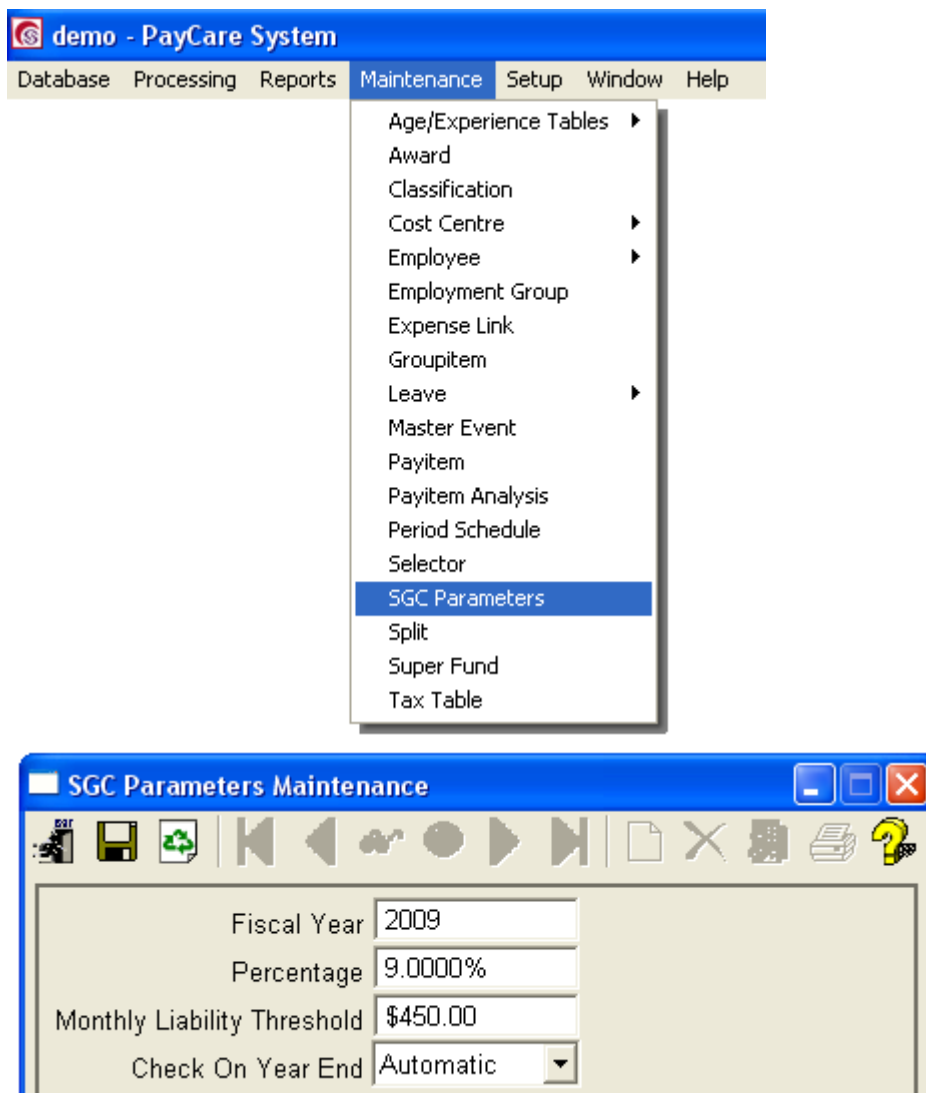 demo - PayCare System
Database Processing Reports Maintenance Setup Window Help
Age/Experience Tables
Award
Classification
Cost Centre
Employee
Employment Group
Expense Link
Groupitem
Leave
Master Event
Payitem
Payitem Analysis
Period Schedule
Selector
SGC Parameters
Split
Super Fund
Tax Table
SGC Parameters Maintenance
Fiscal Year 2009
Percentage 9.0000%
Monthly Liability Threshold $450.00
Check On Year End Automatic